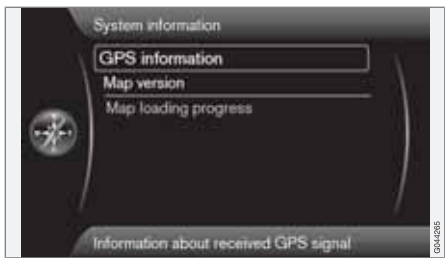 System information
GPS information
Map version
Map loading progress
Information about received GPS signal
G044265